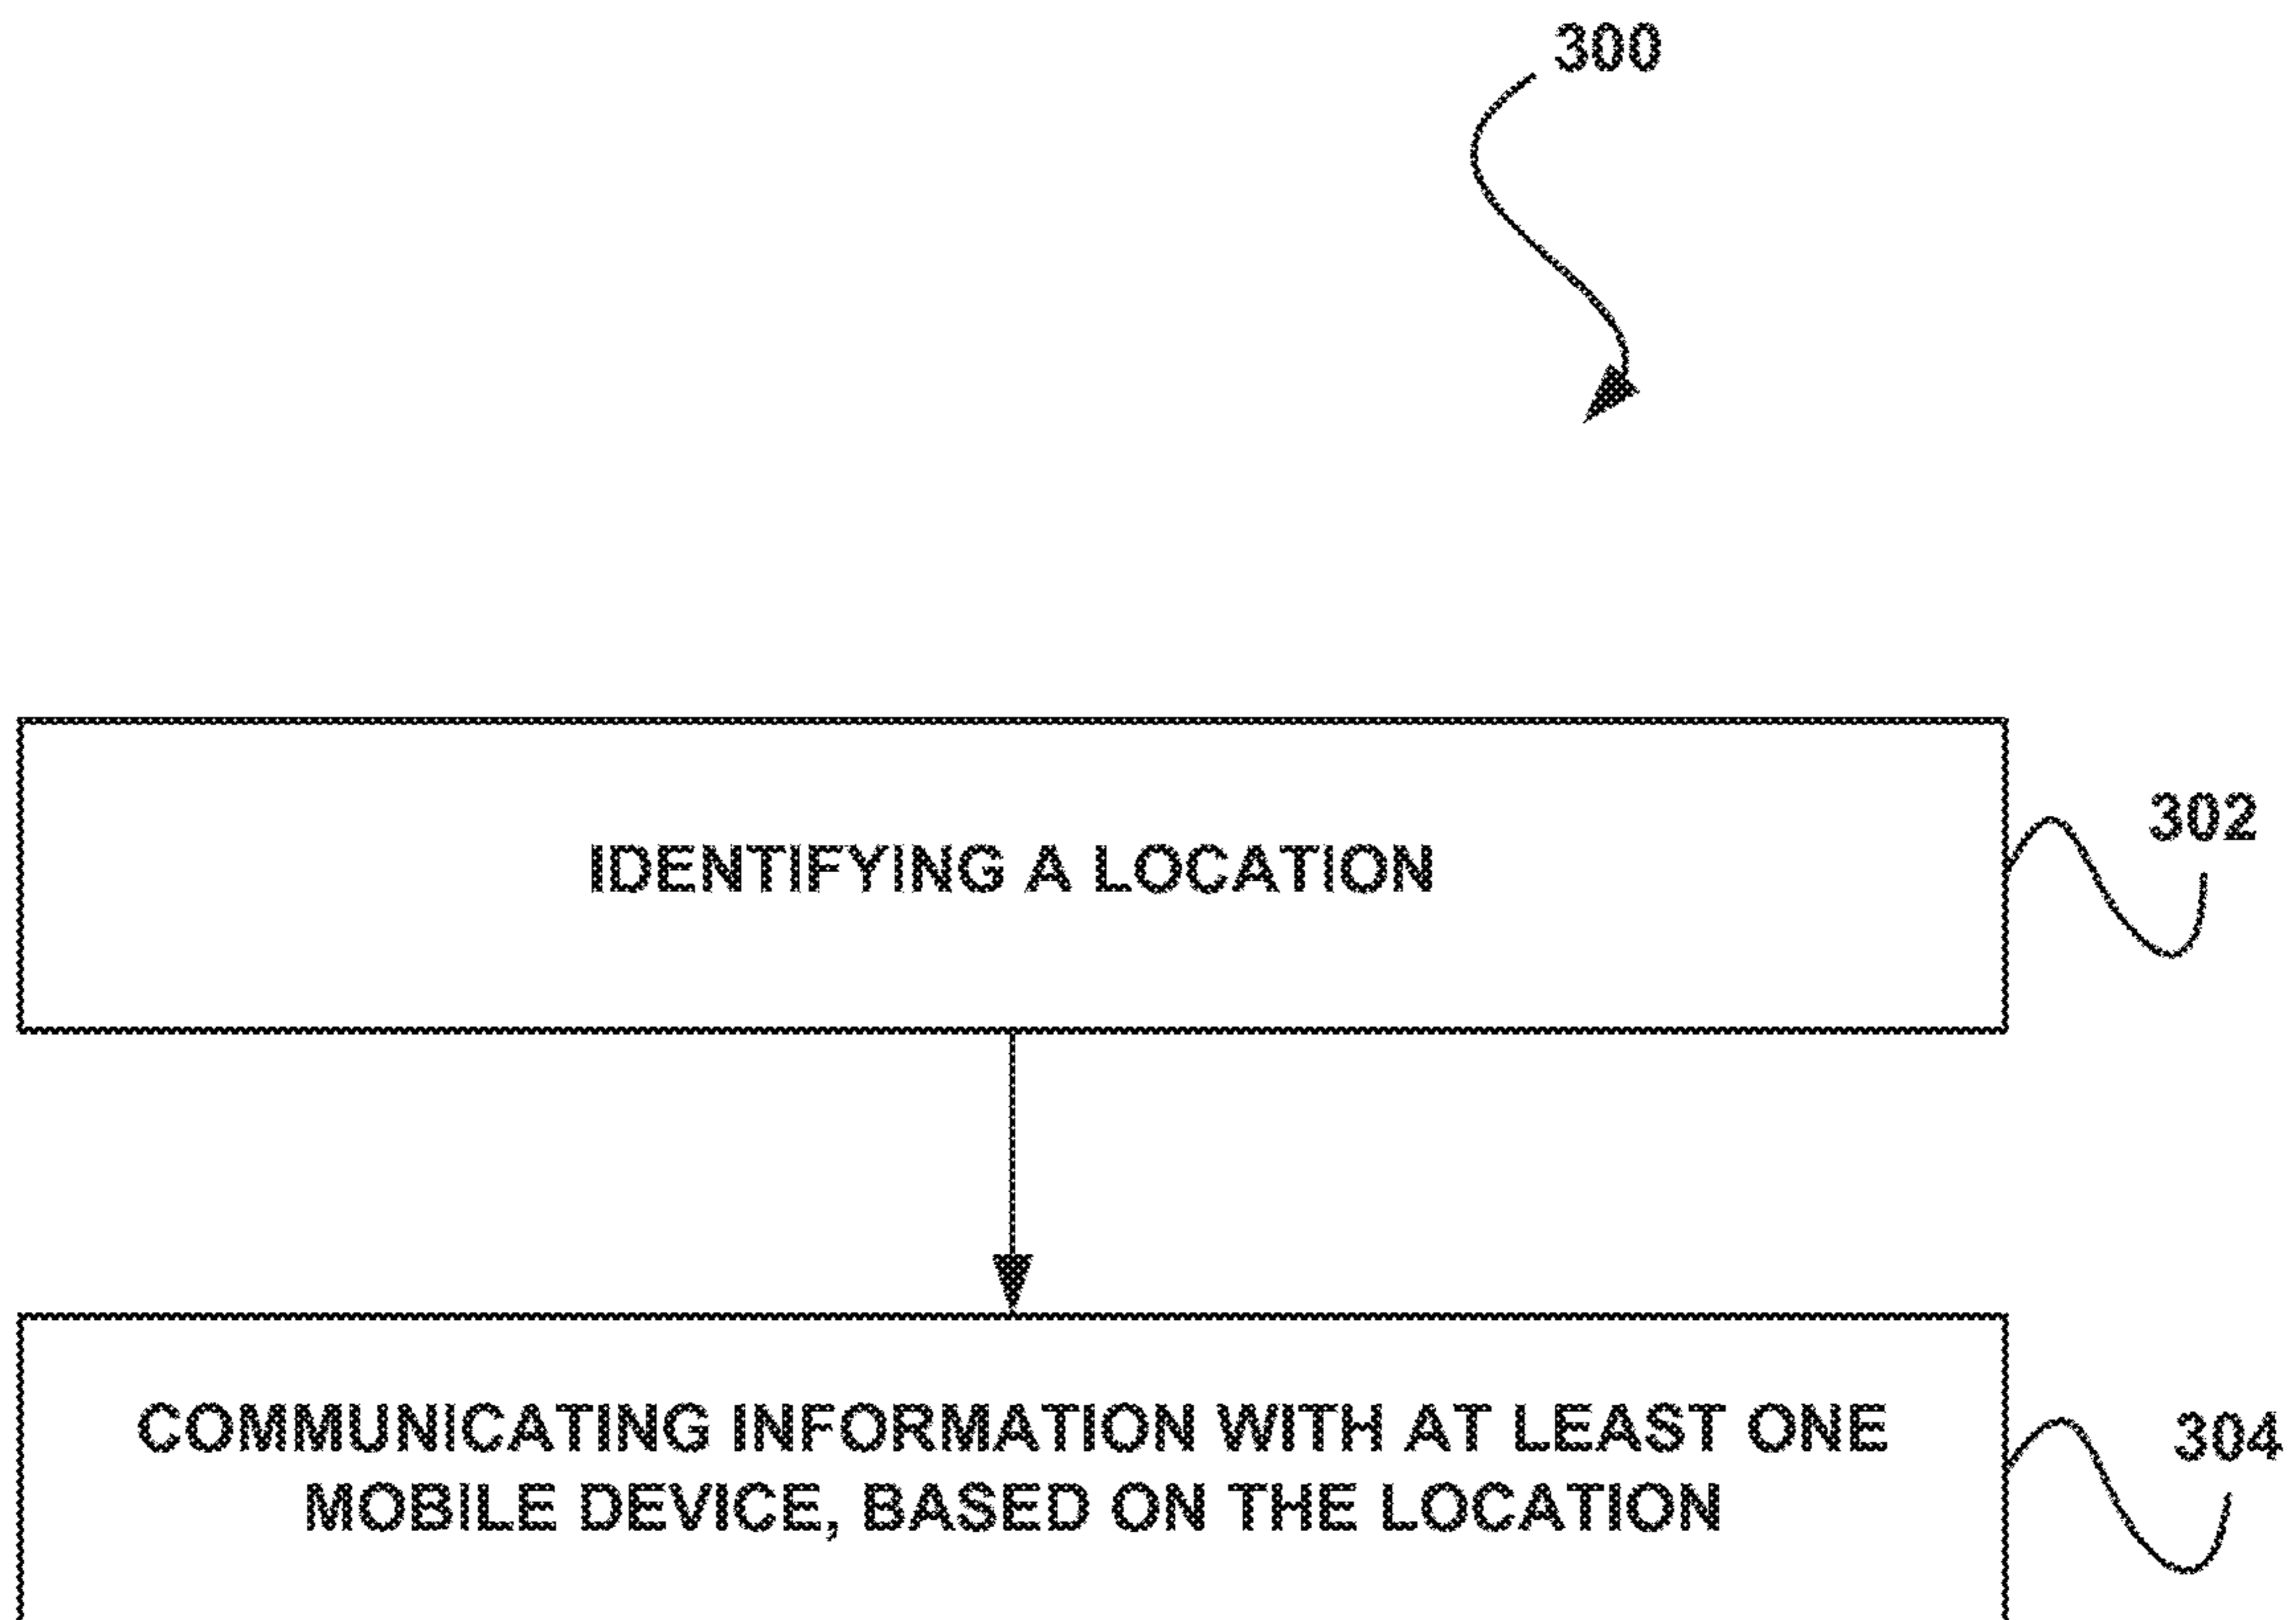 300
IDENTIFYING A LOCATION
302
COMMUNICATING INFORMATION WITH AT LEAST ONE
MOBILE DEVICE, BASED ON THE LOCATION
304